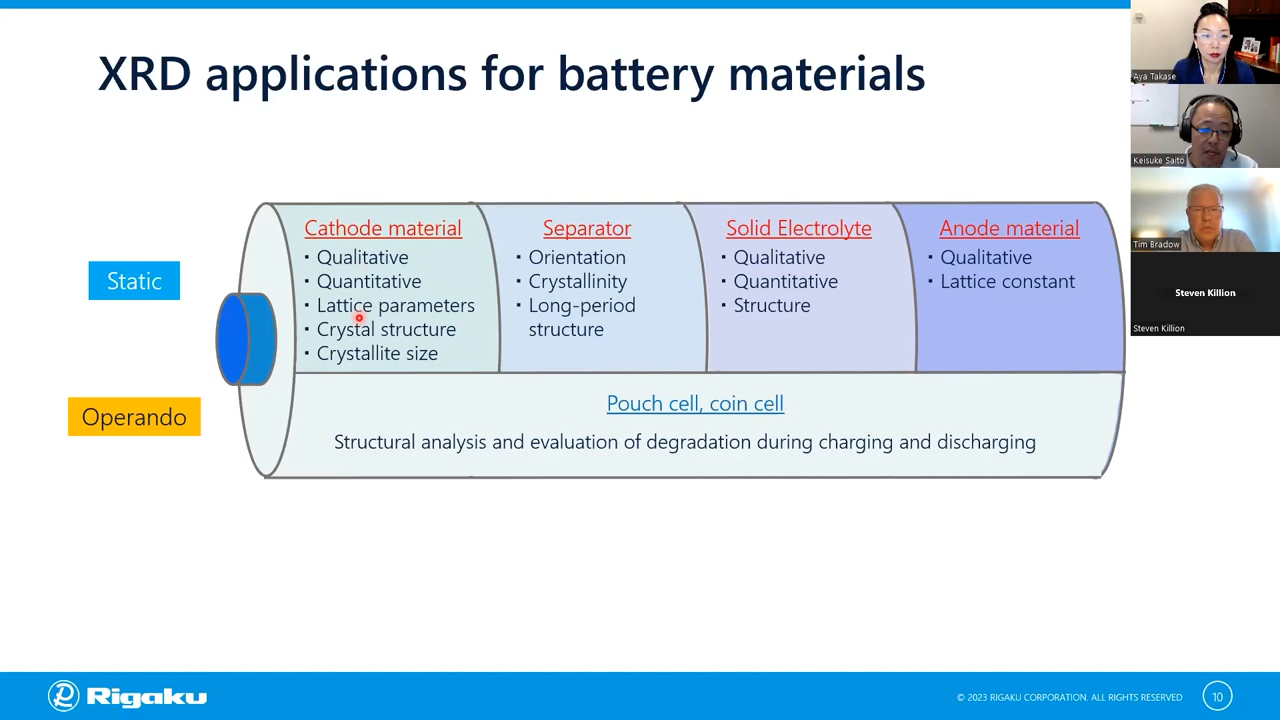 XRD applications for battery materials
Static
Cathode material
· Qualitative
· Quantitative
· Lattice parameters
· Crystal structure
· Crystallite size
Separator
· Orientation
· Crystallinity
· Long-period
structure
Solid Electrolyte
· Qualitative
· Quantitative
· Structure
Anode material
· Qualitative
· Lattice constant
Operando
Pouch cell, coin cell
Structural analysis and evaluation of degradation during charging and discharging
Rigaku
© 2023 RIGAKU CORPORATION. ALL RIGHTS RESERVED
10
Aya Takase
Keisuke Saito
Tim Bradow
Steven Killion
Steven Killion